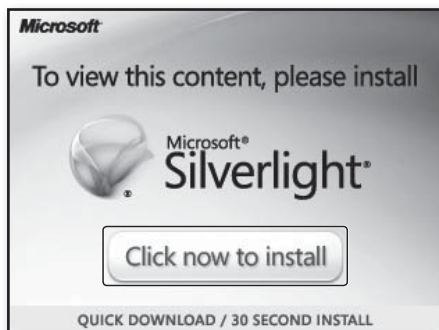 Microsoft
To view this content, please install
Microsoft®
Silverlight®
®
Click now to install
QUICK DOWNLOAD / 30 SECOND INSTALL